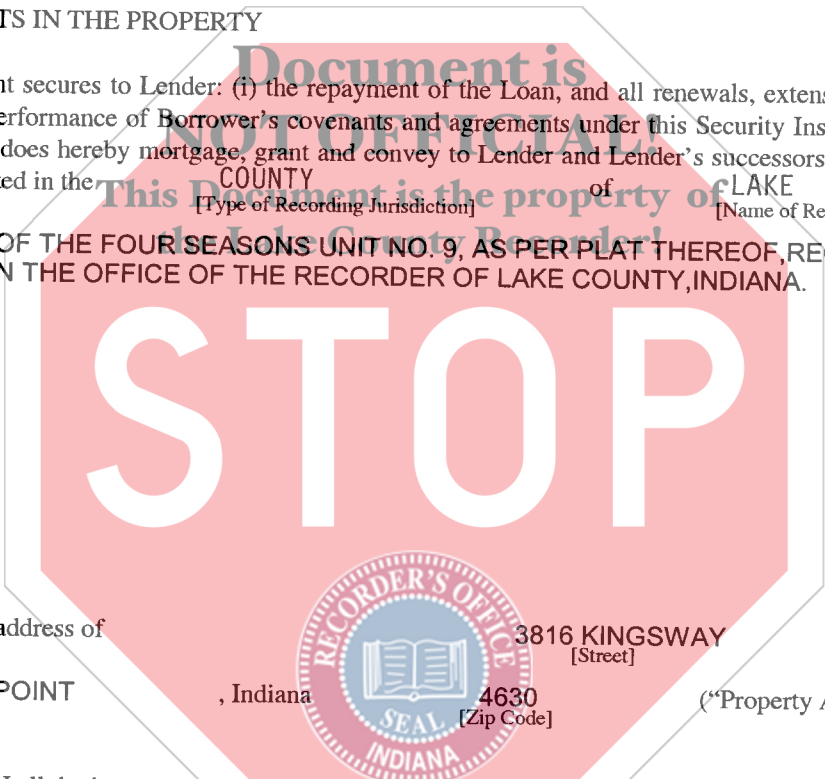 TS IN THE PROPERTY
Document is
nt secures to Lender: (i) the repayment of the Loan, and all renewals, extens
NOT OFFICIAL!
erformance of Borrower's covenants and agreements under this Security Ins
does hereby mortgage, grant and convey to Lender and Lender's successors
ed in the COUNTY of LAKE
This Document is the property of
[Type of Recording Jurisdiction] [Name of Re
the Lake County Recorder!
OF THE FOUR SEASONS UNIT NO. 9, AS PER PLAT THEREOF,REC
N THE OFFICE OF THE RECORDER OF LAKE COUNTY,INDIANA.
STOP
RECORDER'S OFFICE
address of 3816 KINGSWAY
[Street]
POINT , Indiana 4630 ("Property A
[Zip Code]
SEAL
INDIANA